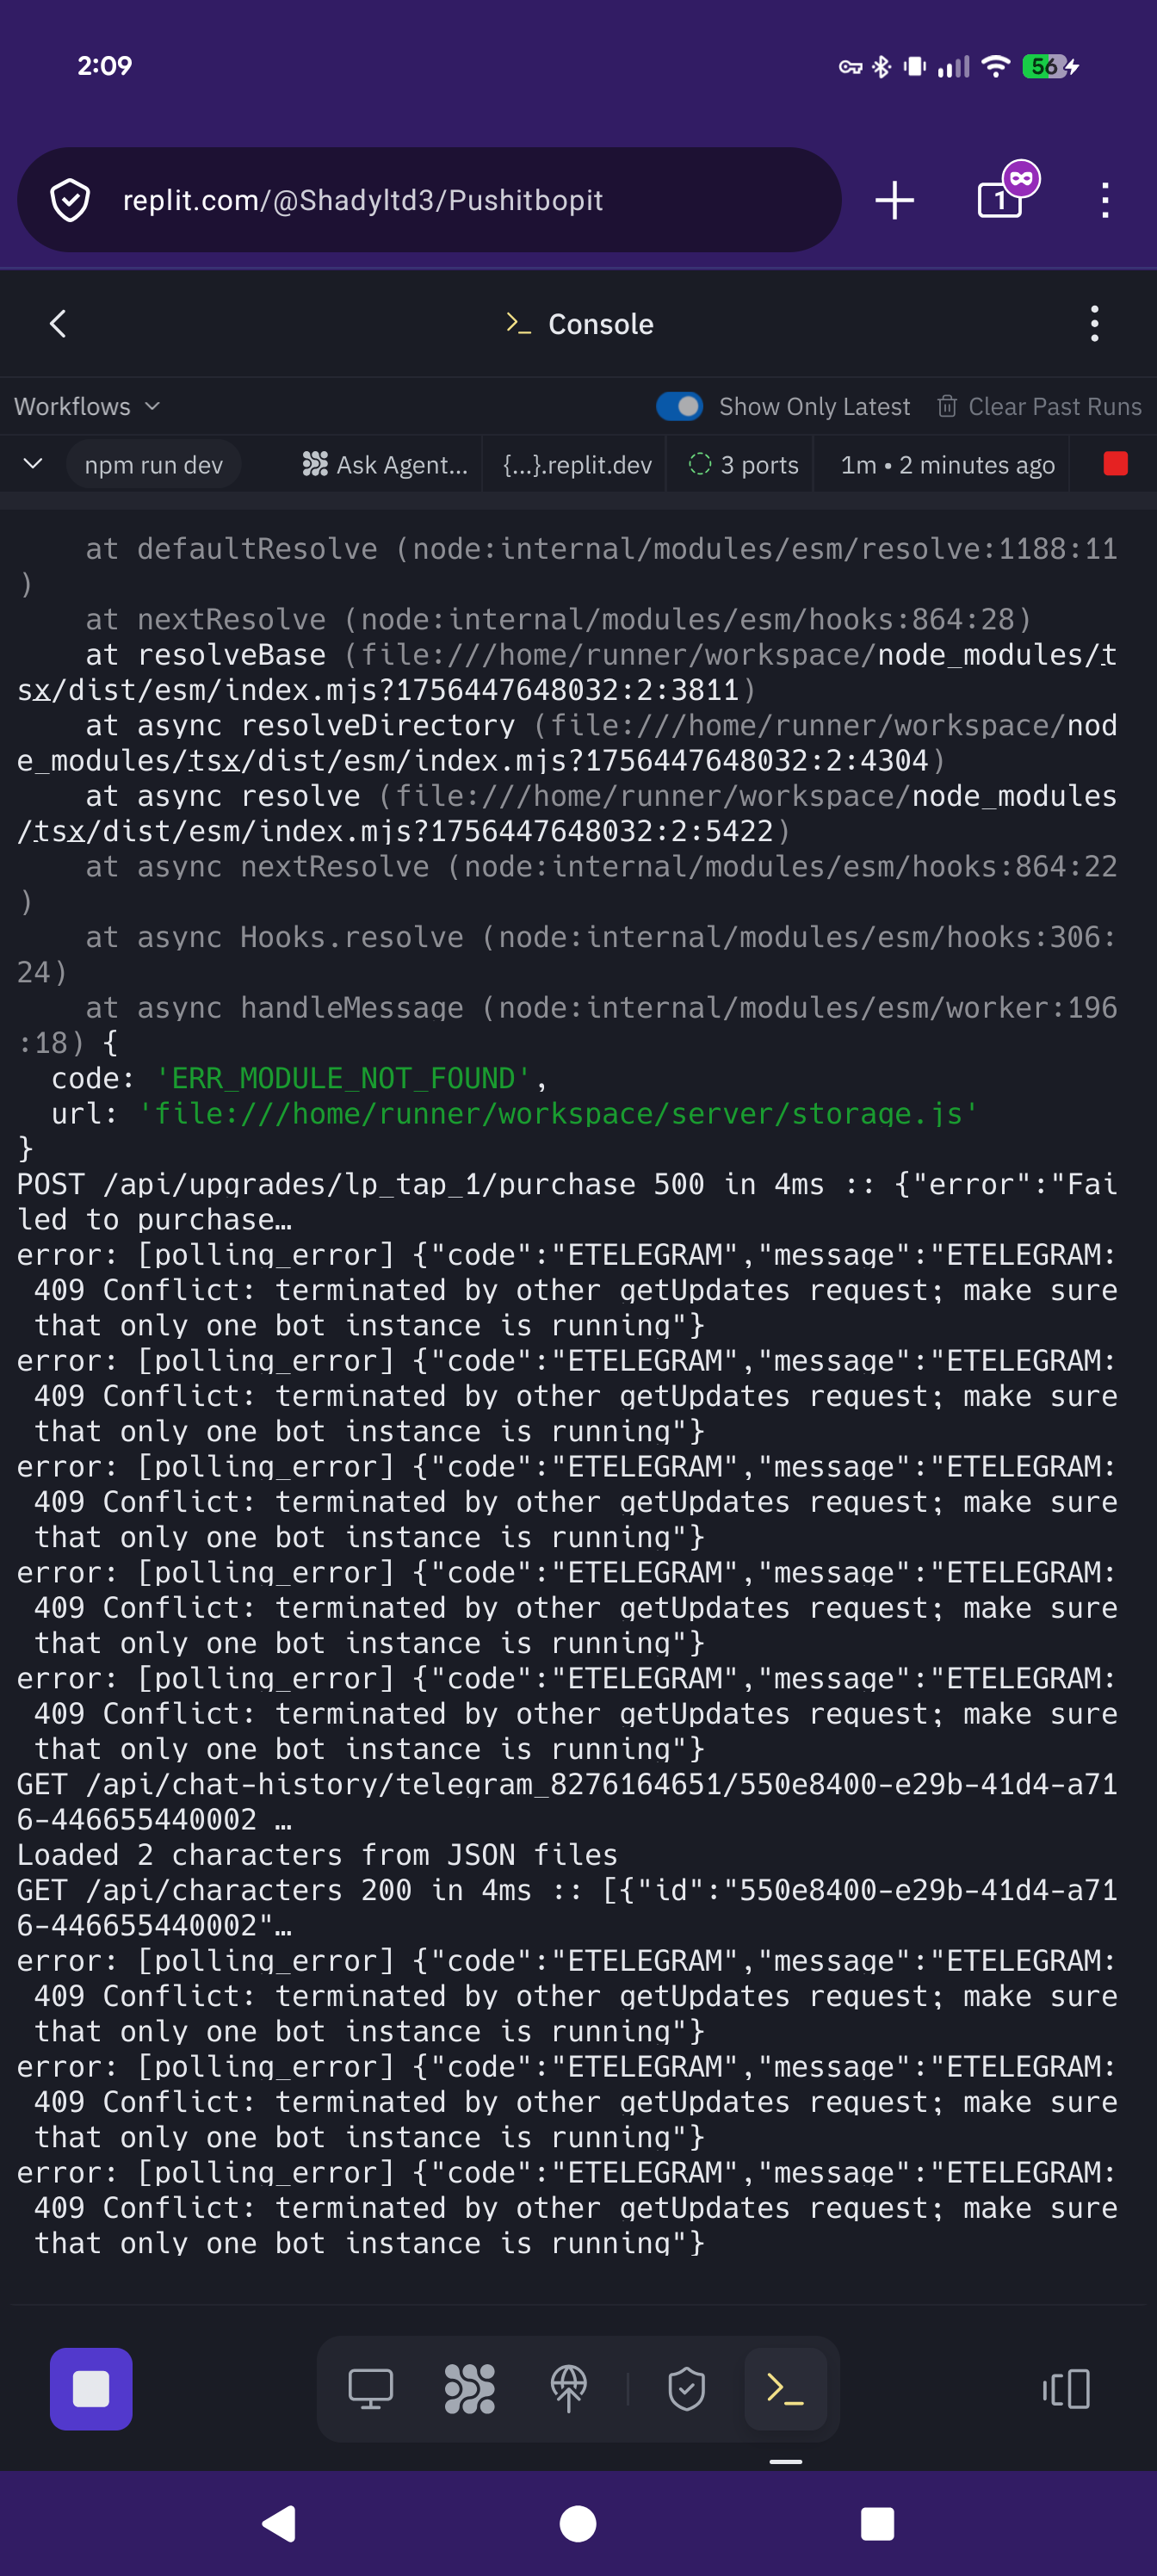 2:09
56
replit.com/@Shadyltd3/Pushitbopit
1
Console
Workflows
Show Only Latest
Clear Past Runs
npm run dev
Ask Agent...
{...}.replit.dev
3 ports
1m • 2 minutes ago
at defaultResolve (node:internal/modules/esm/resolve:1188:11
)
at nextResolve (node:internal/modules/esm/hooks:864:28)
at resolveBase (file:///home/runner/workspace/node_modules/t
sx/dist/esm/index.mjs?1756447648032:2:3811)
at async resolveDirectory (file:///home/runner/workspace/nod
e_modules/tsx/dist/esm/index.mjs?1756447648032:2:4304)
at async resolve (file:///home/runner/workspace/node_modules
/tsx/dist/esm/index.mjs?1756447648032:2:5422)
at async nextResolve (node:internal/modules/esm/hooks:864:22
)
at async Hooks.resolve (node:internal/modules/esm/hooks:306:
24)
at async handleMessage (node:internal/modules/esm/worker:196
:18) {
code: 'ERR_MODULE_NOT_FOUND',
url: 'file:///home/runner/workspace/server/storage.js'
}
POST /api/upgrades/lp_tap_1/purchase 500 in 4ms :: {"error":"Fai
led to purchase…
error: [polling_error] {"code":"ETELEGRAM","message":"ETELEGRAM:
409 Conflict: terminated by other getUpdates request; make sure
that only one bot instance is running"}
error: [polling_error] {"code":"ETELEGRAM","message":"ETELEGRAM:
409 Conflict: terminated by other getUpdates request; make sure
that only one bot instance is running"}
error: [polling_error] {"code":"ETELEGRAM","message":"ETELEGRAM:
409 Conflict: terminated by other getUpdates request; make sure
that only one bot instance is running"}
error: [polling_error] {"code":"ETELEGRAM","message":"ETELEGRAM:
409 Conflict: terminated by other getUpdates request; make sure
that only one bot instance is running"}
error: [polling_error] {"code":"ETELEGRAM","message":"ETELEGRAM:
409 Conflict: terminated by other getUpdates request; make sure
that only one bot instance is running"}
GET /api/chat-history/telegram_8276164651/550e8400-e29b-41d4-a71
6-446655440002 …
Loaded 2 characters from JSON files
GET /api/characters 200 in 4ms :: [{"id":"550e8400-e29b-41d4-a71
6-446655440002"…
error: [polling_error] {"code":"ETELEGRAM","message":"ETELEGRAM:
409 Conflict: terminated by other getUpdates request; make sure
that only one bot instance is running"}
error: [polling_error] {"code":"ETELEGRAM","message":"ETELEGRAM:
409 Conflict: terminated by other getUpdates request; make sure
that only one bot instance is running"}
error: [polling_error] {"code":"ETELEGRAM","message":"ETELEGRAM:
409 Conflict: terminated by other getUpdates request; make sure
that only one bot instance is running"}